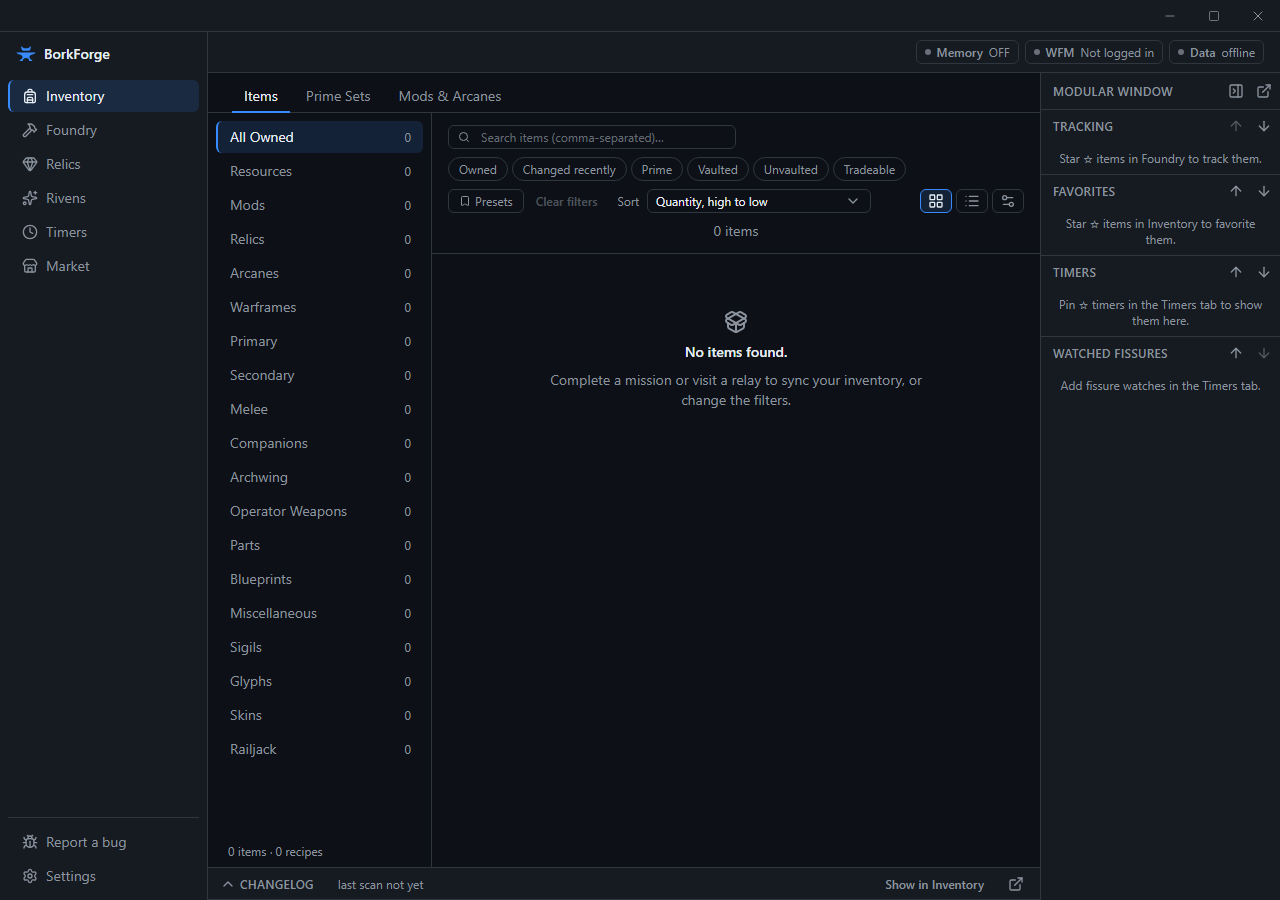 BorkForge
Memory OFF
WFM Not logged in
Data offline
Inventory
Foundry
Relics
Rivens
Timers
Market
Report a bug
Settings
Items
Prime Sets
Mods & Arcanes
All Owned 0
Resources 0
Mods 0
Relics 0
Arcanes 0
Warframes 0
Primary 0
Secondary 0
Melee 0
Companions 0
Archwing 0
Operator Weapons 0
Parts 0
Blueprints 0
Miscellaneous 0
Sigils 0
Glyphs 0
Skins 0
Railjack 0
0 items · 0 recipes
Search items (comma-separated)...
Owned
Changed recently
Prime
Vaulted
Unvaulted
Tradeable
Presets
Clear filters
Sort
Quantity, high to low
0 items
No items found.
Complete a mission or visit a relay to sync your inventory, or
change the filters.
CHANGELOG
last scan not yet
Show in Inventory
MODULAR WINDOW
TRACKING
Star ☆ items in Foundry to track them.
FAVORITES
Star ☆ items in Inventory to favorite
them.
TIMERS
Pin ☆ timers in the Timers tab to show
them here.
WATCHED FISSURES
Add fissure watches in the Timers tab.